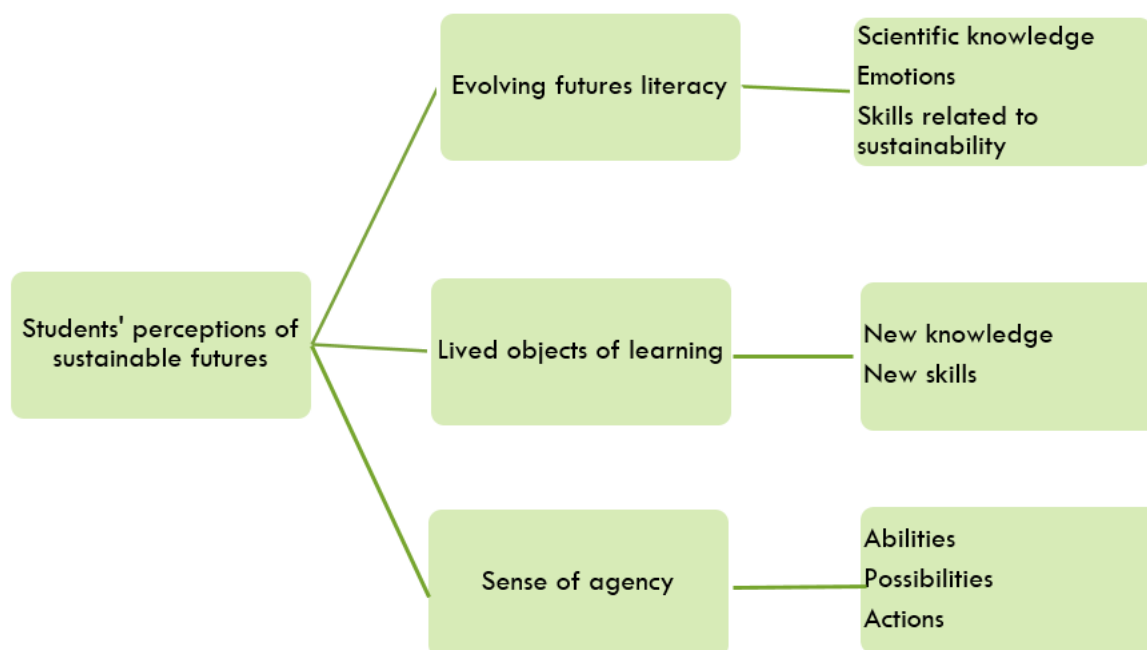 Students' perceptions of
sustainable futures
Evolving futures literacy
Scientific knowledge
Emotions
Skills related to
sustainability
Lived objects of learning
New knowledge
New skills
Sense of agency
Abilities
Possibilities
Actions